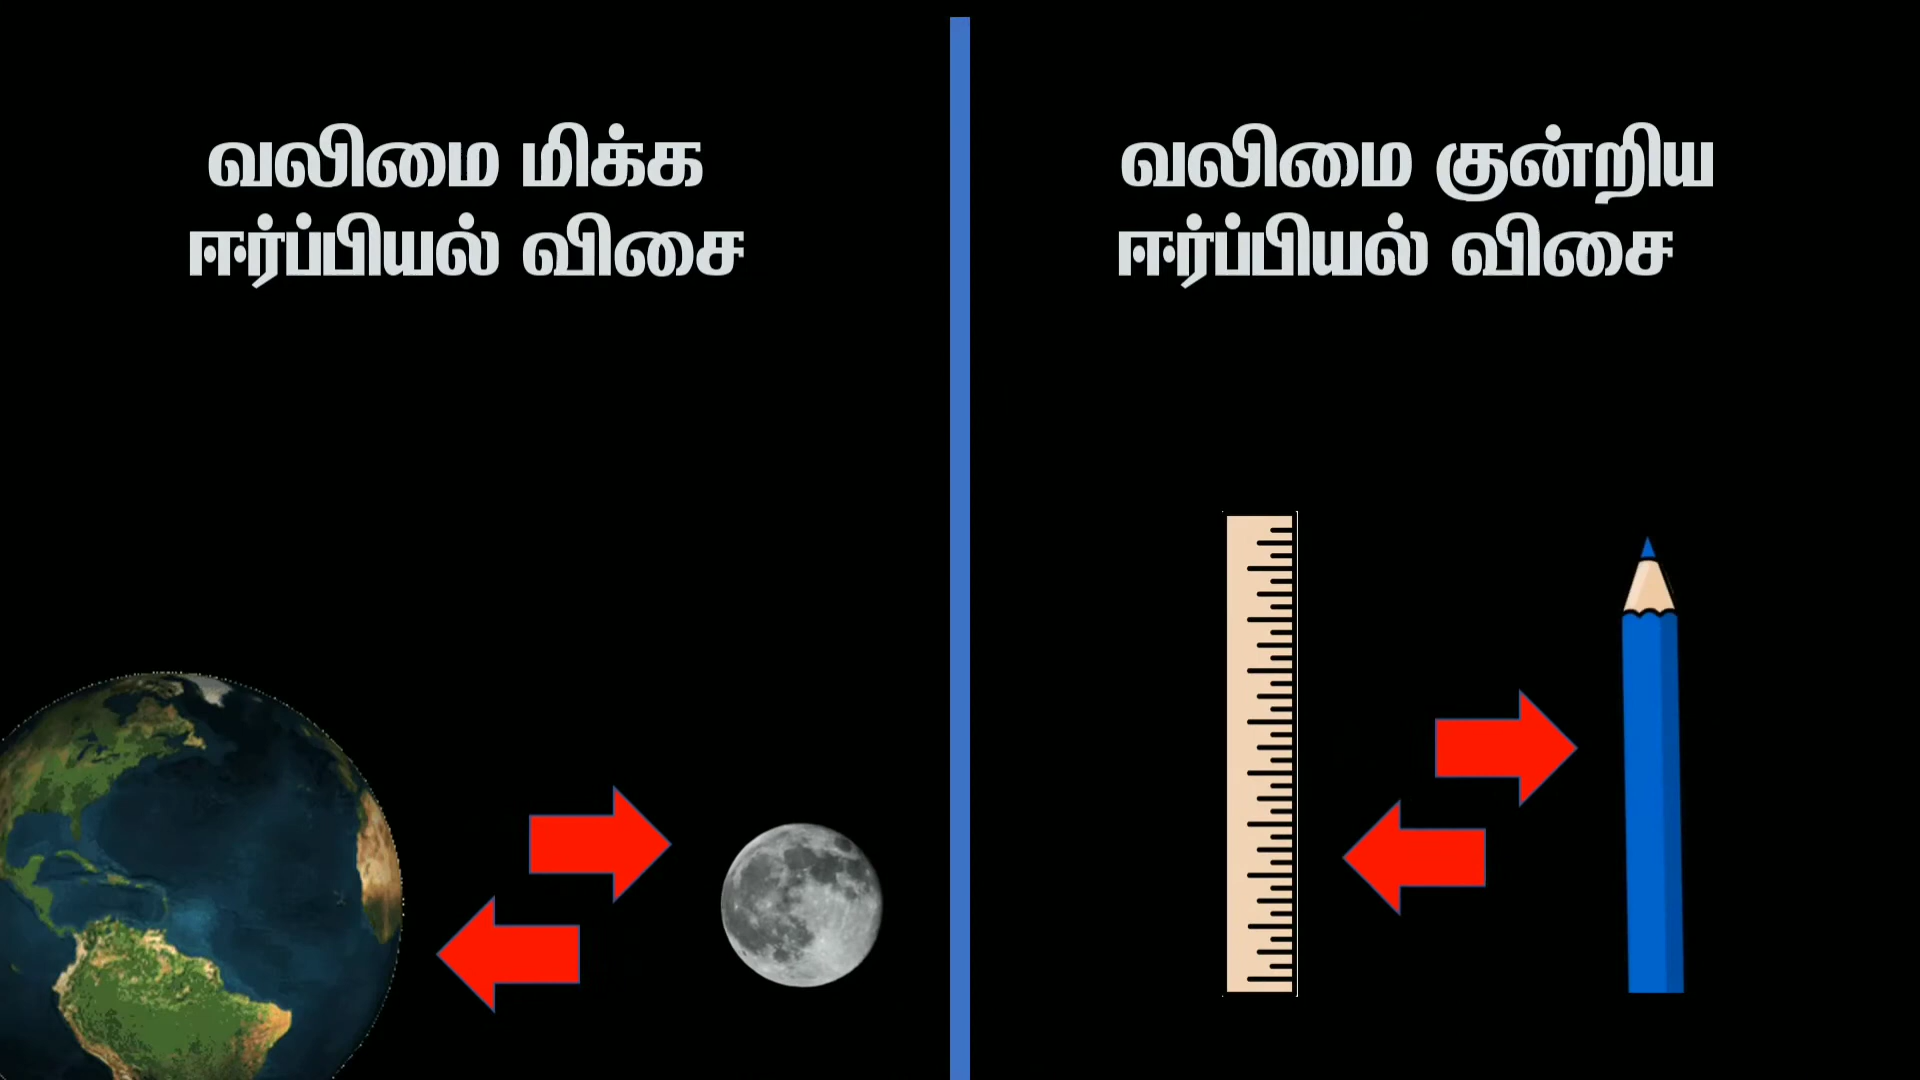 வலிமை மிக்க
ஈர்ப்பியல் விசை
வலிமை குன்றிய
ஈர்ப்பியல் விசை